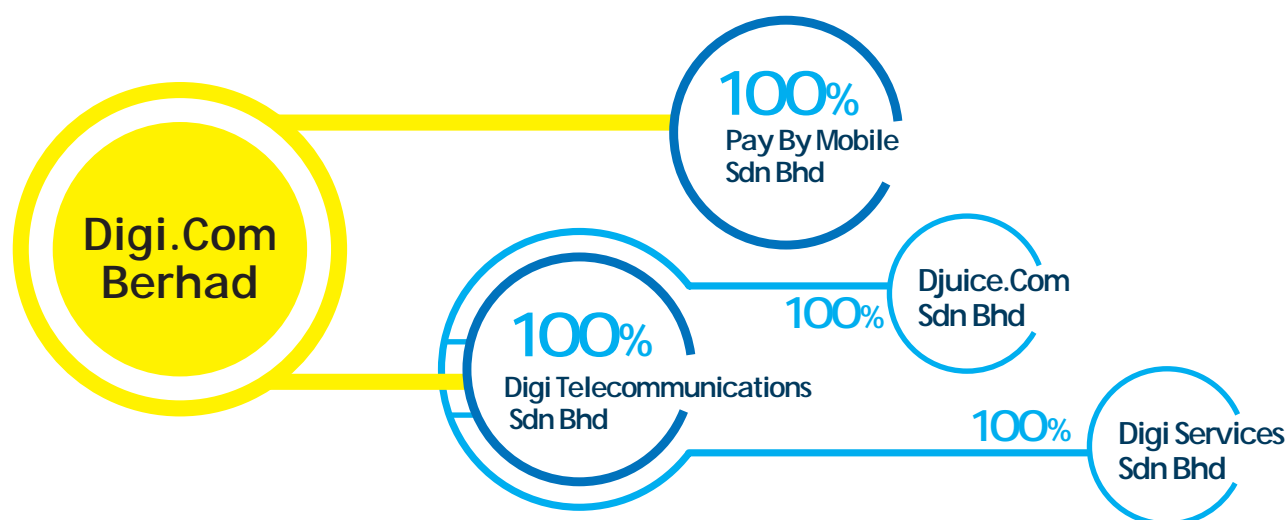 Digi.Com
Berhad
100%
Pay By Mobile
Sdn Bhd
100%
Digi Telecommunications
Sdn Bhd
100%
Djuice.Com
Sdn Bhd
100%
Digi Services
Sdn Bhd